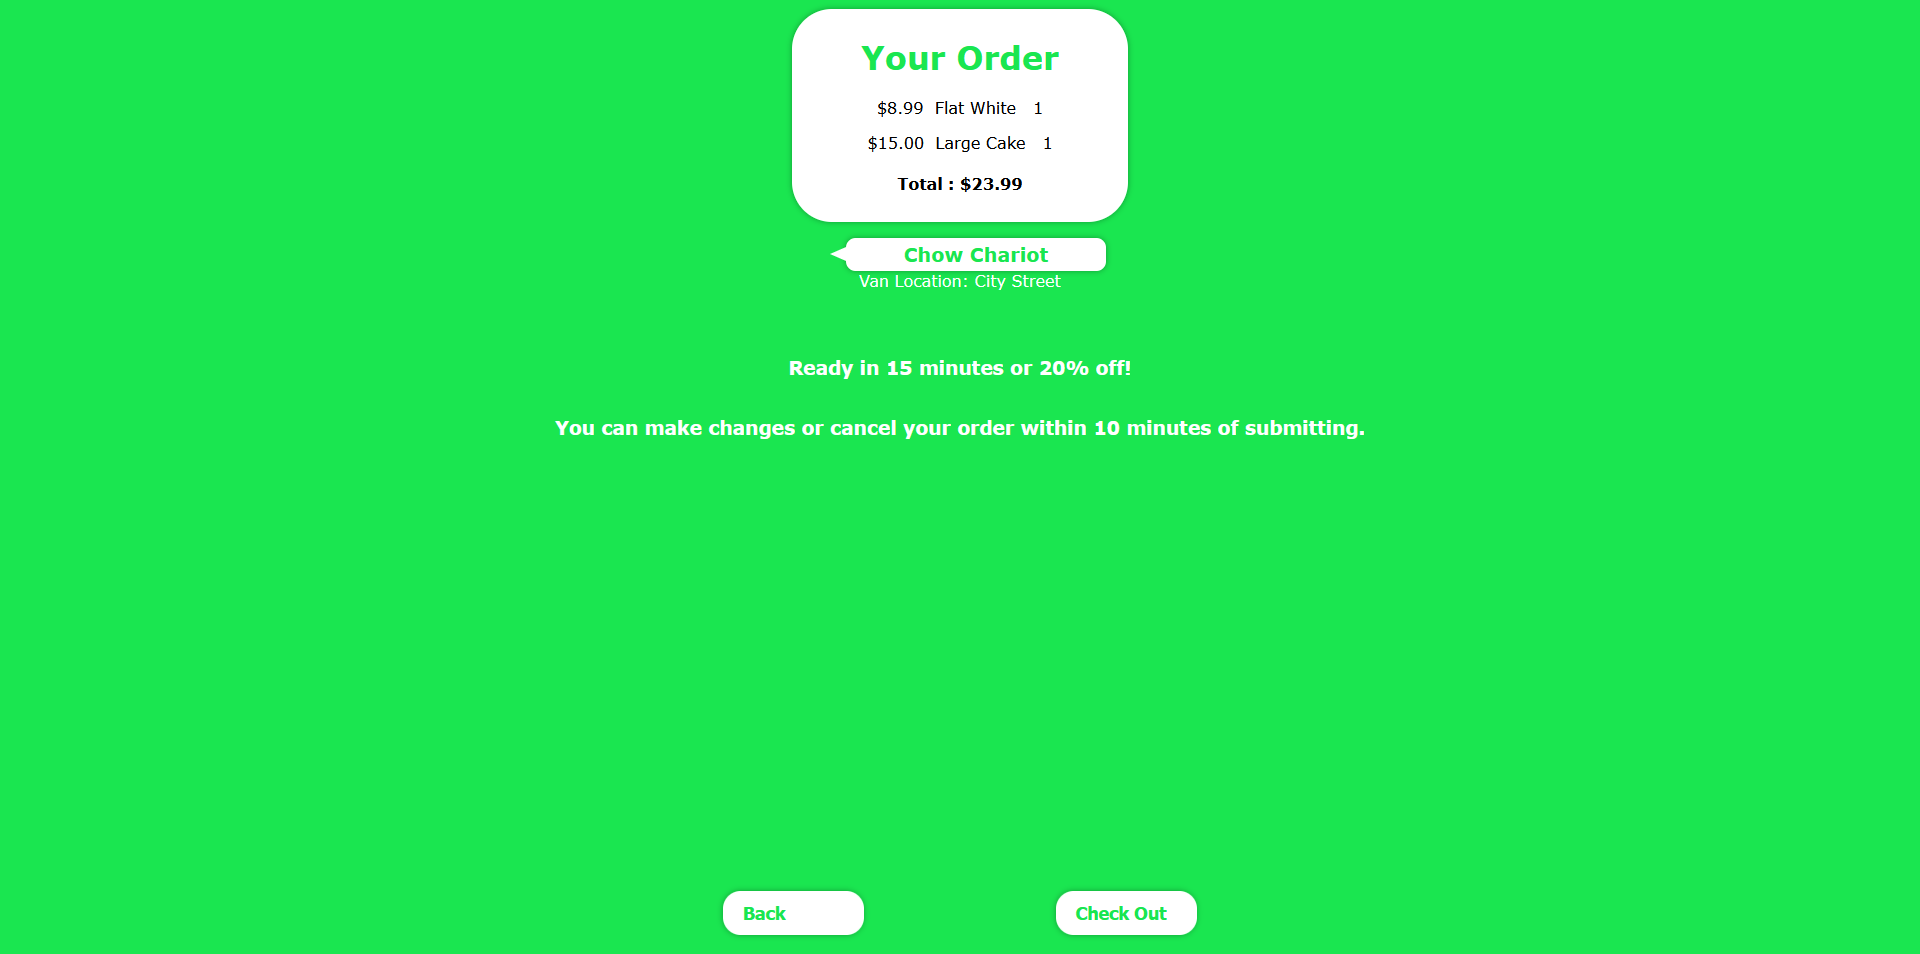 Your Order
$8.99 Flat White 1
$15.00 Large Cake 1
Total : $23.99
Chow Chariot
Van Location: City Street
Ready in 15 minutes or 20% off!
You can make changes or cancel your order within 10 minutes of submitting.
Back
Check Out